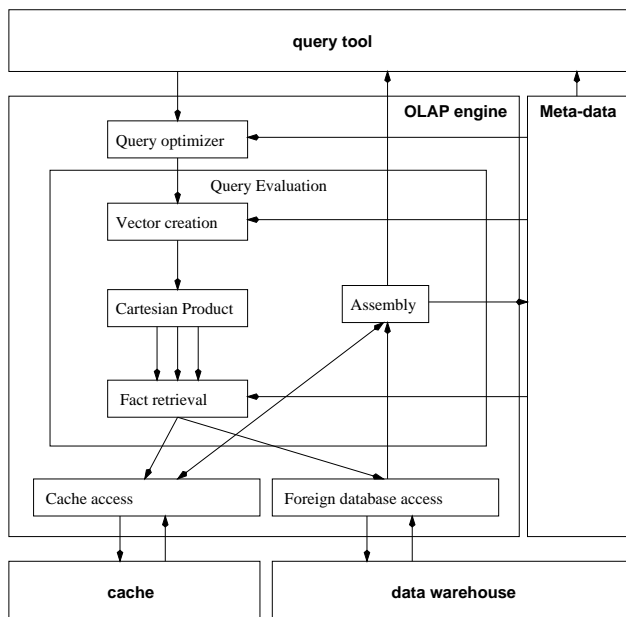 query tool
OLAP engine
Meta-data
Query optimizer
Query Evaluation
Vector creation
Cartesian Product
Assembly
Fact retrieval
Cache access
Foreign database access
cache
data warehouse